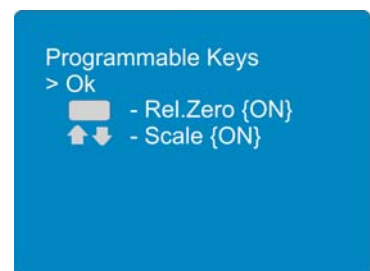 Programmable Keys
> Ok
- Rel.Zero {ON}
- Scale {ON}